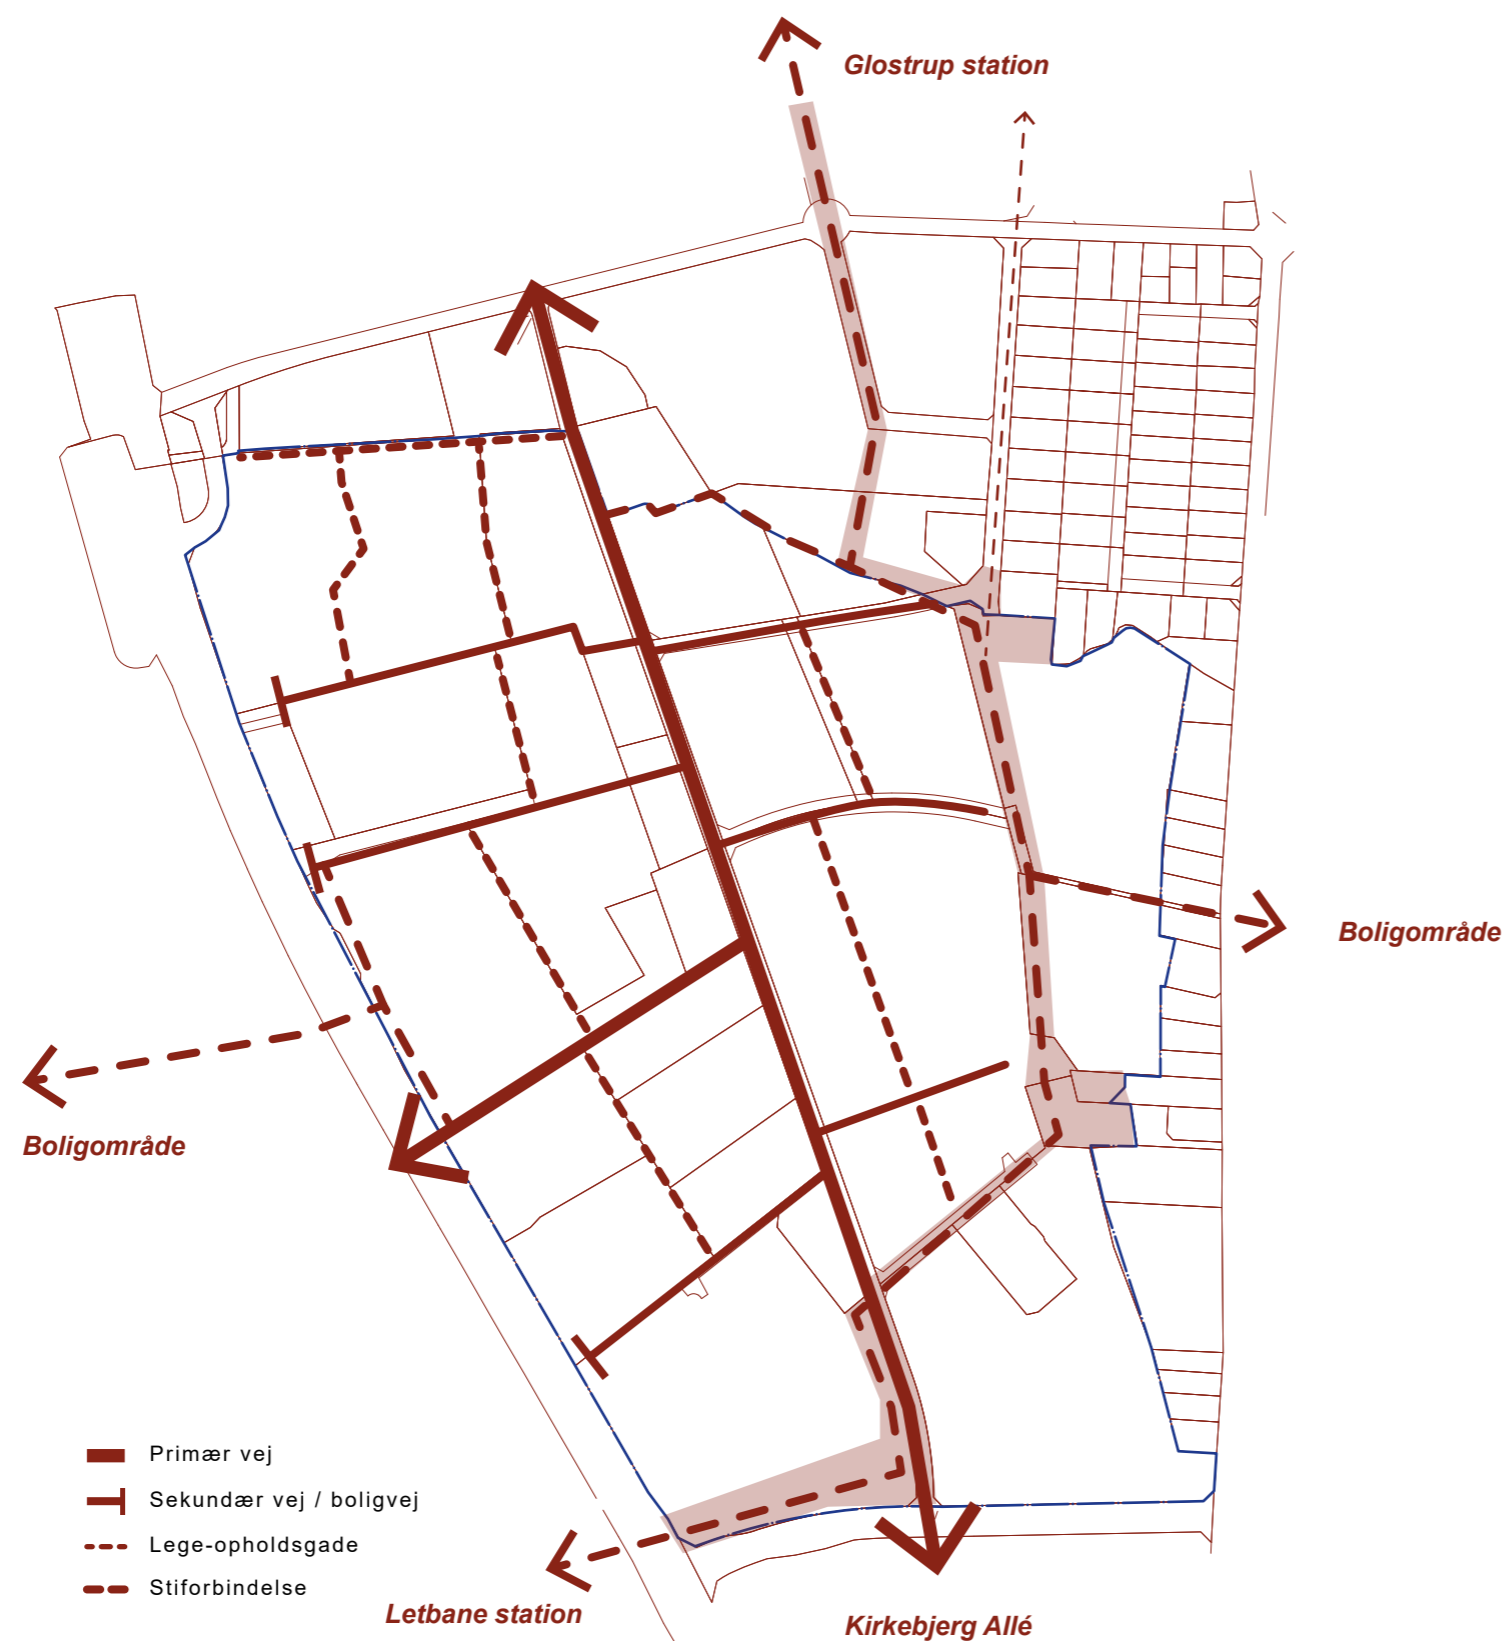 Glostrup station
Boligområde
Boligområde
Primær vej
Sekundær vej / boligvej
Lege-opholdsgade
Stiforbindelse
Letbane station
Kirkebjerg Allé